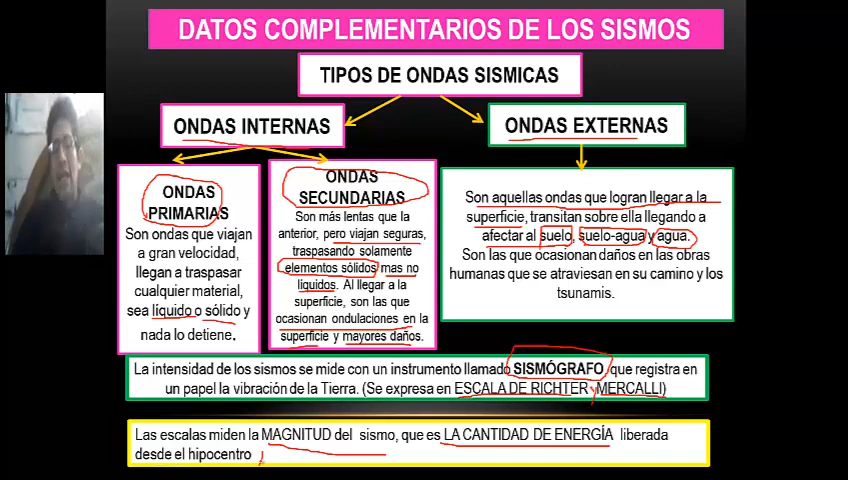 DATOS COMPLEMENTARIOS DE LOS SISMOS
TIPOS DE ONDAS SISMICAS
ONDAS INTERNAS
ONDAS EXTERNAS
ONDAS
PRIMARIAS
Son ondas que viajan
a gran velocidad,
llegan a traspasar
cualquier material,
sea líquido o sólido y
nada lo detiene.
ONDAS
SECUNDARIAS
Son más lentas que la
anterior, pero viajan seguras,
traspasando solamente
elementos sólidos mas no
líquidos. Al llegar a la
superficie, son las que
ocasionan ondulaciones en la
superficie y mayores daños.
Son aquellas ondas que logran llegar a la
superficie, transitan sobre ella llegando a
afectar al suelo, suelo-agua y agua.
Son las que ocasionan daños en las obras
humanas que se atraviesan en su camino y los
tsunamis.
La intensidad de los sismos se mide con un instrumento llamado SISMÓGRAFO, que registra en
un papel la vibración de la Tierra. (Se expresa en ESCALA DE RICHTER y MERCALLI)
Las escalas miden la MAGNITUD del sismo, que es LA CANTIDAD DE ENERGÍA liberada
desde el hipocentro